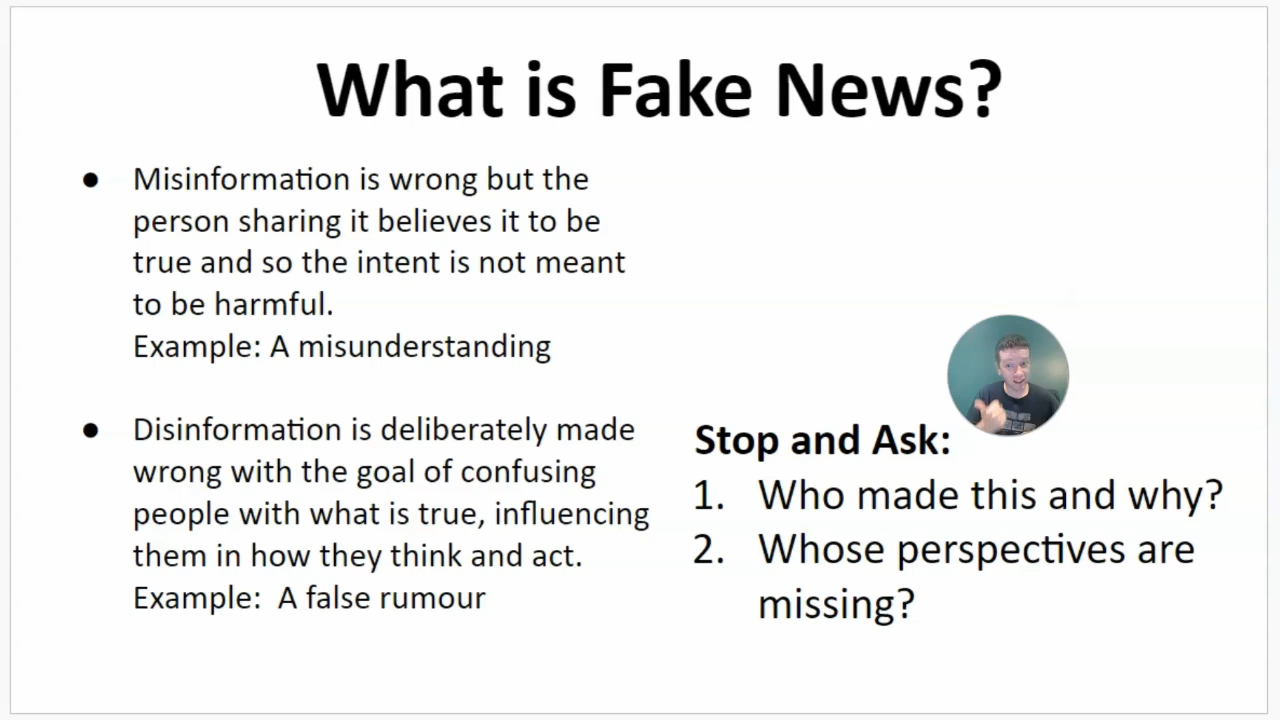 What is Fake News?
● Misinformation is wrong but the
person sharing it believes it to be
true and so the intent is not meant
to be harmful.
Example: A misunderstanding
● Disinformation is deliberately made
wrong with the goal of confusing
people with what is true, influencing
them in how they think and act.
Example: A false rumour
Stop and Ask:
1. Who made this and why?
2. Whose perspectives are
missing?